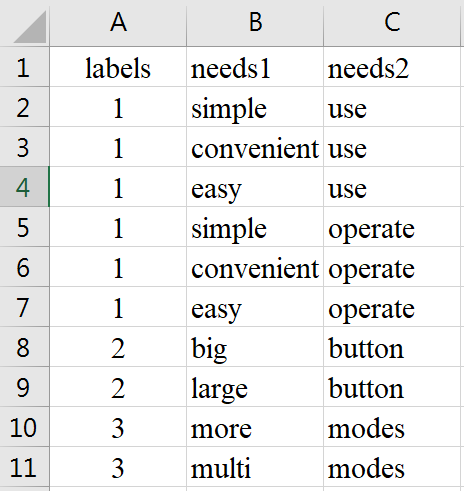 A B C
1 labels needs1 needs2
2 1 simple use
3 1 convenient use
4 1 easy use
5 1 simple operate
6 1 convenient operate
7 1 easy operate
8 2 big button
9 2 large button
10 3 more modes
11 3 multi modes